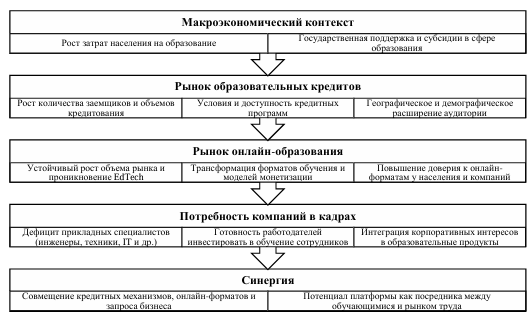 Макроэкономический контекст
Рост затрат населения на образование
Государственная поддержка и субсидии в сфере
образования
Рынок образовательных кредитов
Рост количества заемщиков и объемов
кредитования
Условия и доступность кредитных
программ
Географическое и демографическое
расширение аудитории
Рынок онлайн-образования
Устойчивый рост объема рынка и
проникновение EdTech
Трансформация форматов обучения и
моделей монетизации
Повышение доверия к онлайн-
форматам у населения и компаний
Потребность компаний в кадрах
Дефицит прикладных специалистов
(инженеры, техники, IT и др.)
Готовность работодателей
инвестировать в обучение сотрудников
Интеграция корпоративных интересов
в образовательные продукты
Синергия
Совмещение кредитных механизмов, онлайн-форматов и
запроса бизнеса
Потенциал платформы как посредника между
обучающимися и рынком труда